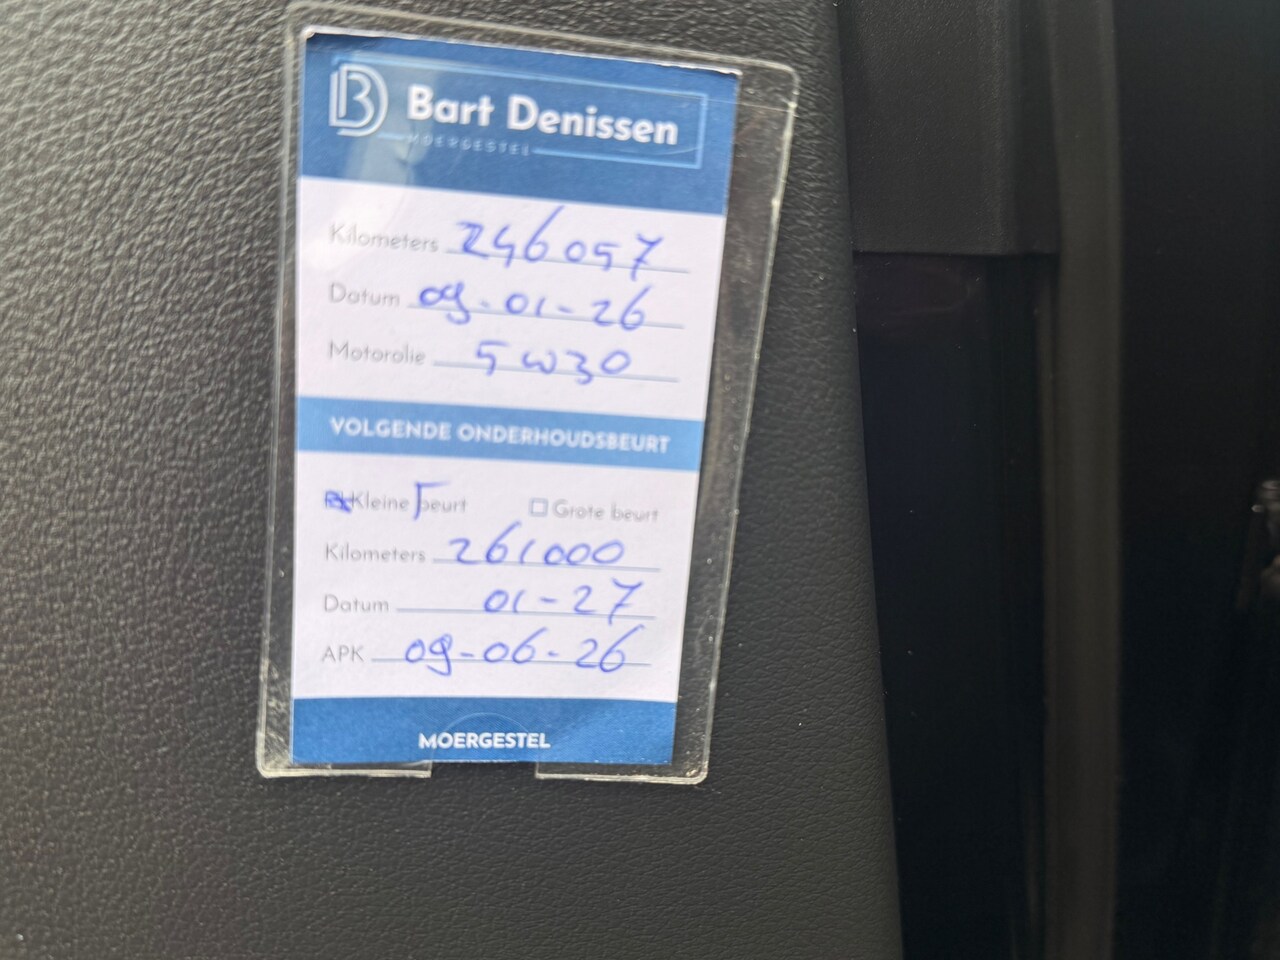 Bart Denissen
MOERGESTEL
Kilometers 246057
Datum 09-01-26
Motorolie 5W30
VOLGENDE ONDERHOUDSBEURT
Kleine beurt Grote beurt
Kilometers 261000
Datum 01-27
APK 09-06-26
MOERGESTEL